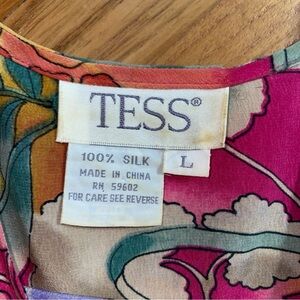 TESS®
100% SILK
L
MADE IN CHINA
RN 59602
FOR CARE SEE REVERSE